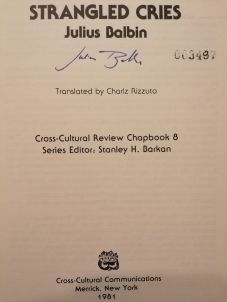 STRANGLED CRIES
Julius Balbin
003497
Translated by Charlz Rizzuto
Cross-Cultural Review Chapbook 8
Series Editor: Stanley H. Barkan
Cross-Cultural Communications
Merrick, New York
1981